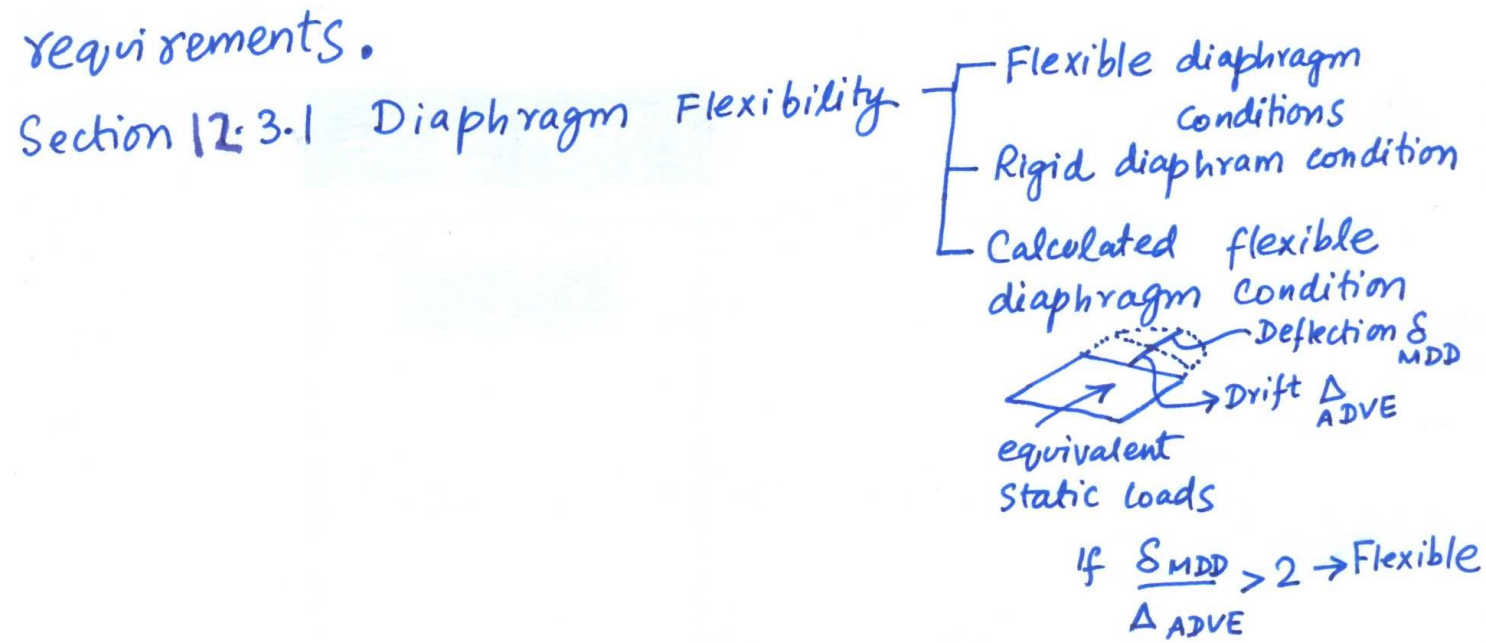 requirements.
Section 12.3.1 Diaphragm Flexibility
Flexible diaphragm
conditions
Rigid diaphram condition
Calculated flexible
diaphragm condition
Deflection δ
MDD
Drift Δ
ADVE
equivalent
static loads
If δMDD > 2 → Flexible
Δ ADVE